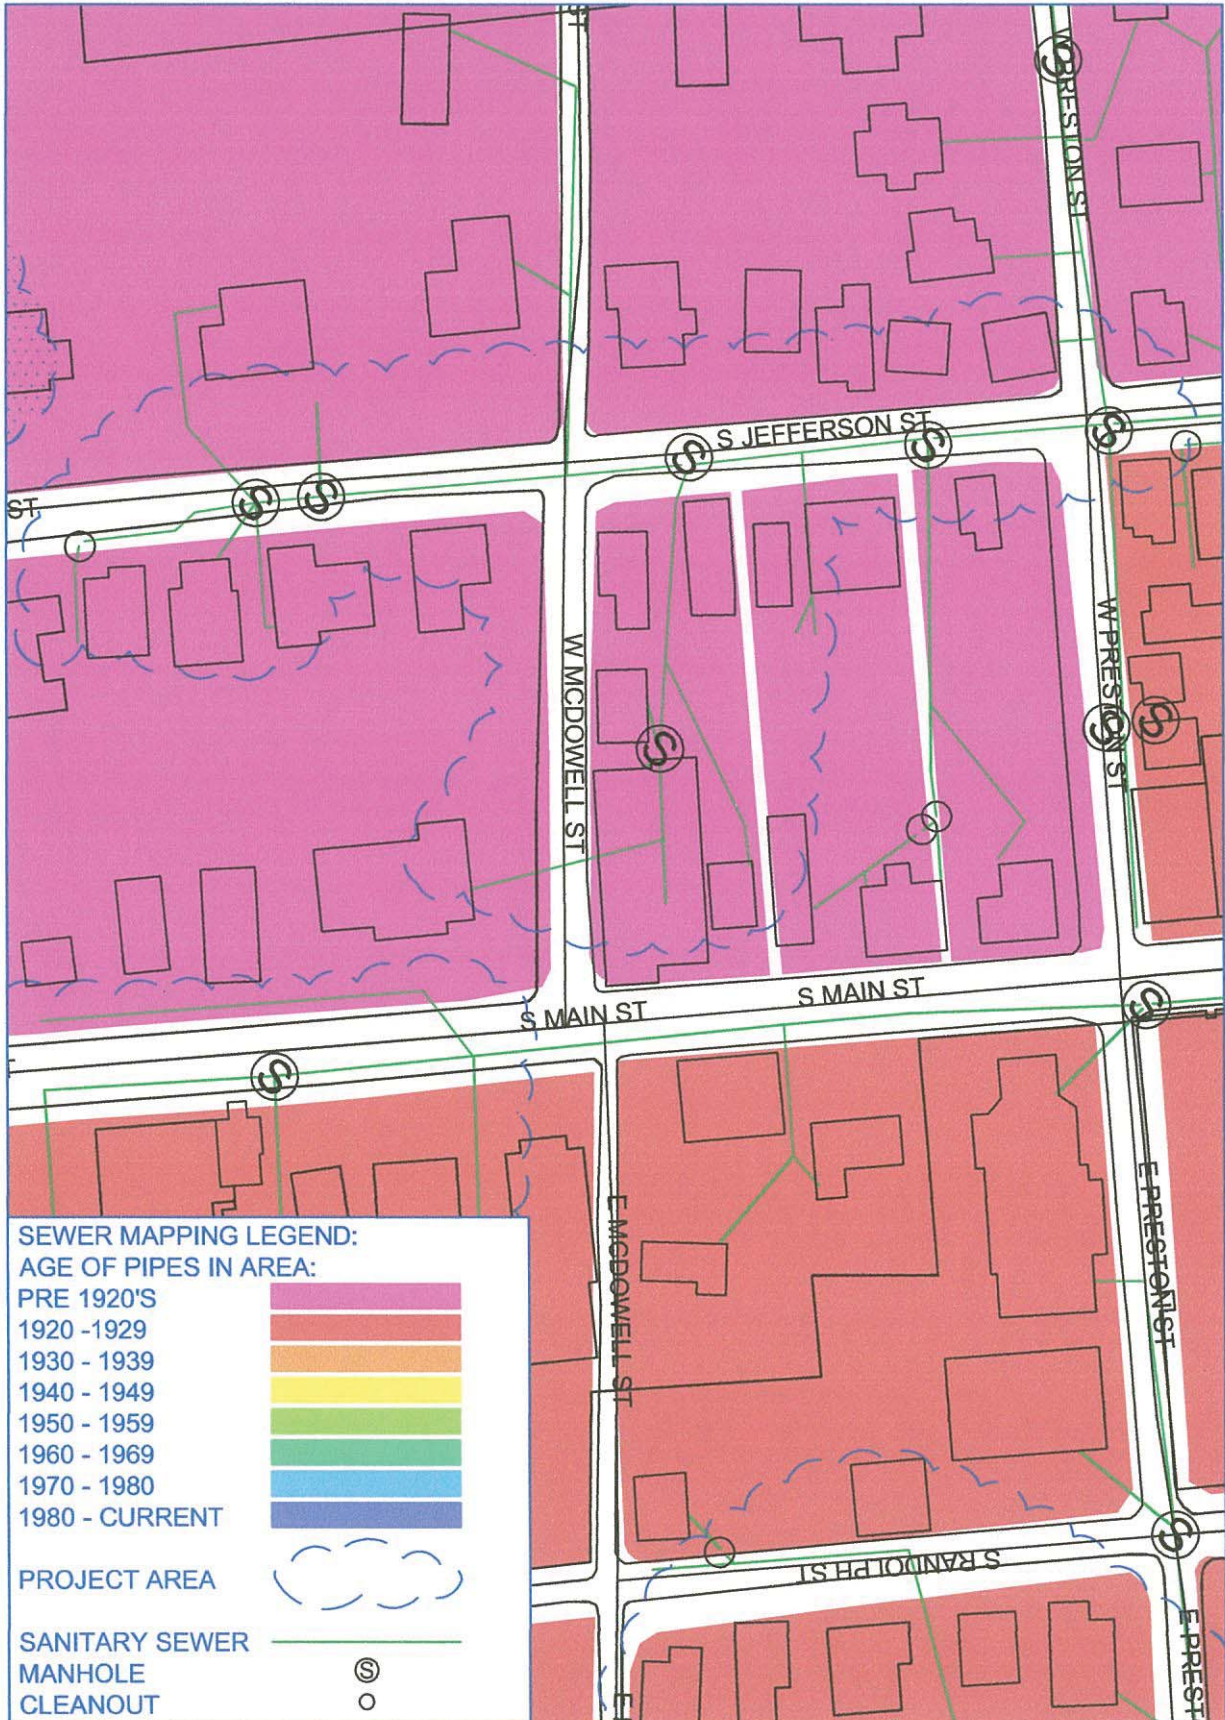 ST
W PRESTON ST
S
S JEFFERSON ST
S
S
S
S
S
ST
W MCDOWELL ST
W PRESTON ST
S
S
S
S MAIN ST
S MAIN ST
S
S
E MCDOWELL ST
E PRESTON ST
S
S RANDOLPH ST
E PREST
SEWER MAPPING LEGEND:
AGE OF PIPES IN AREA:
PRE 1920'S
1920 -1929
1930 - 1939
1940 - 1949
1950 - 1959
1960 - 1969
1970 - 1980
1980 - CURRENT
PROJECT AREA
SANITARY SEWER
MANHOLE
S
CLEANOUT